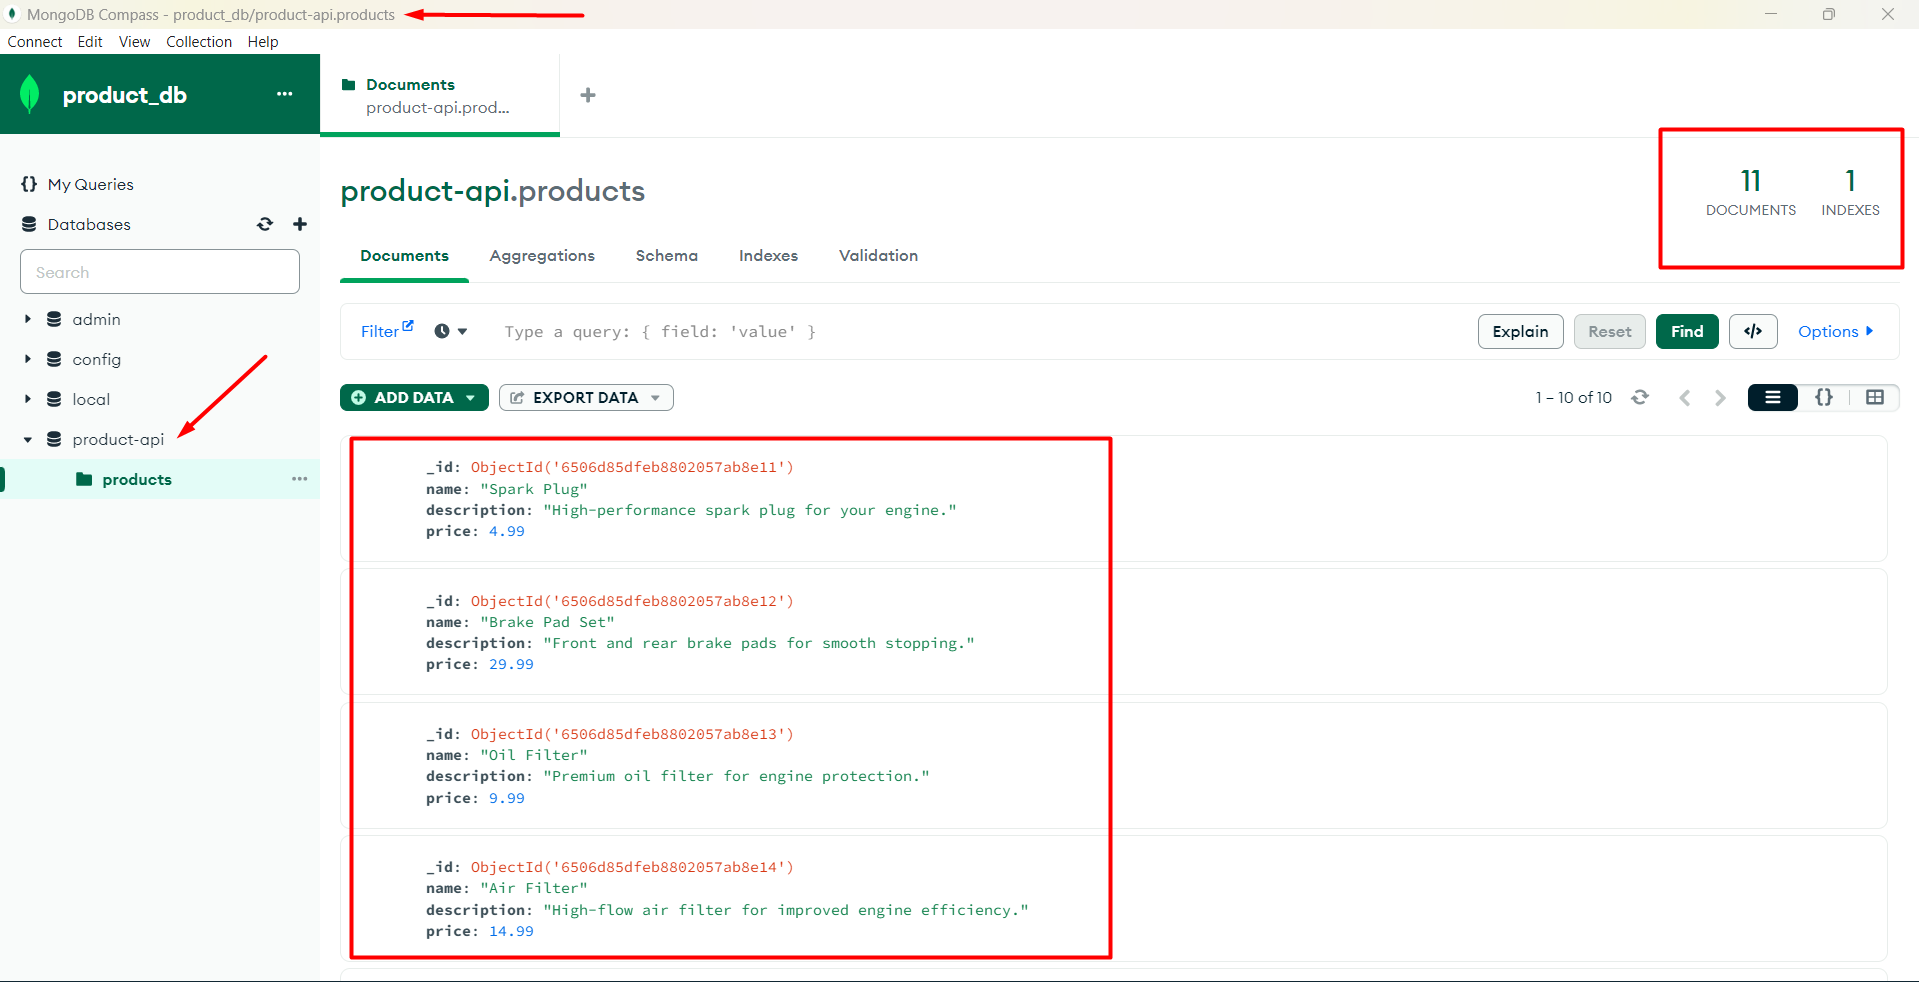 MongoDB Compass - product_db/product-api.products
Connect Edit View Collection Help
product_db
Documents
product-api.prod...
My Queries
Databases
Search
admin
config
local
product-api
products
product-api.products
11
DOCUMENTS
1
INDEXES
Documents Aggregations Schema Indexes Validation
Filter Type a query: { field: 'value' } Explain Reset Find </> Options
ADD DATA EXPORT DATA 1 – 10 of 10 {}
_id: ObjectId('6506d85dfeb8802057ab8e11')
name: "Spark Plug"
description: "High-performance spark plug for your engine."
price: 4.99
_id: ObjectId('6506d85dfeb8802057ab8e12')
name: "Brake Pad Set"
description: "Front and rear brake pads for smooth stopping."
price: 29.99
_id: ObjectId('6506d85dfeb8802057ab8e13')
name: "Oil Filter"
description: "Premium oil filter for engine protection."
price: 9.99
_id: ObjectId('6506d85dfeb8802057ab8e14')
name: "Air Filter"
description: "High-flow air filter for improved engine efficiency."
price: 14.99